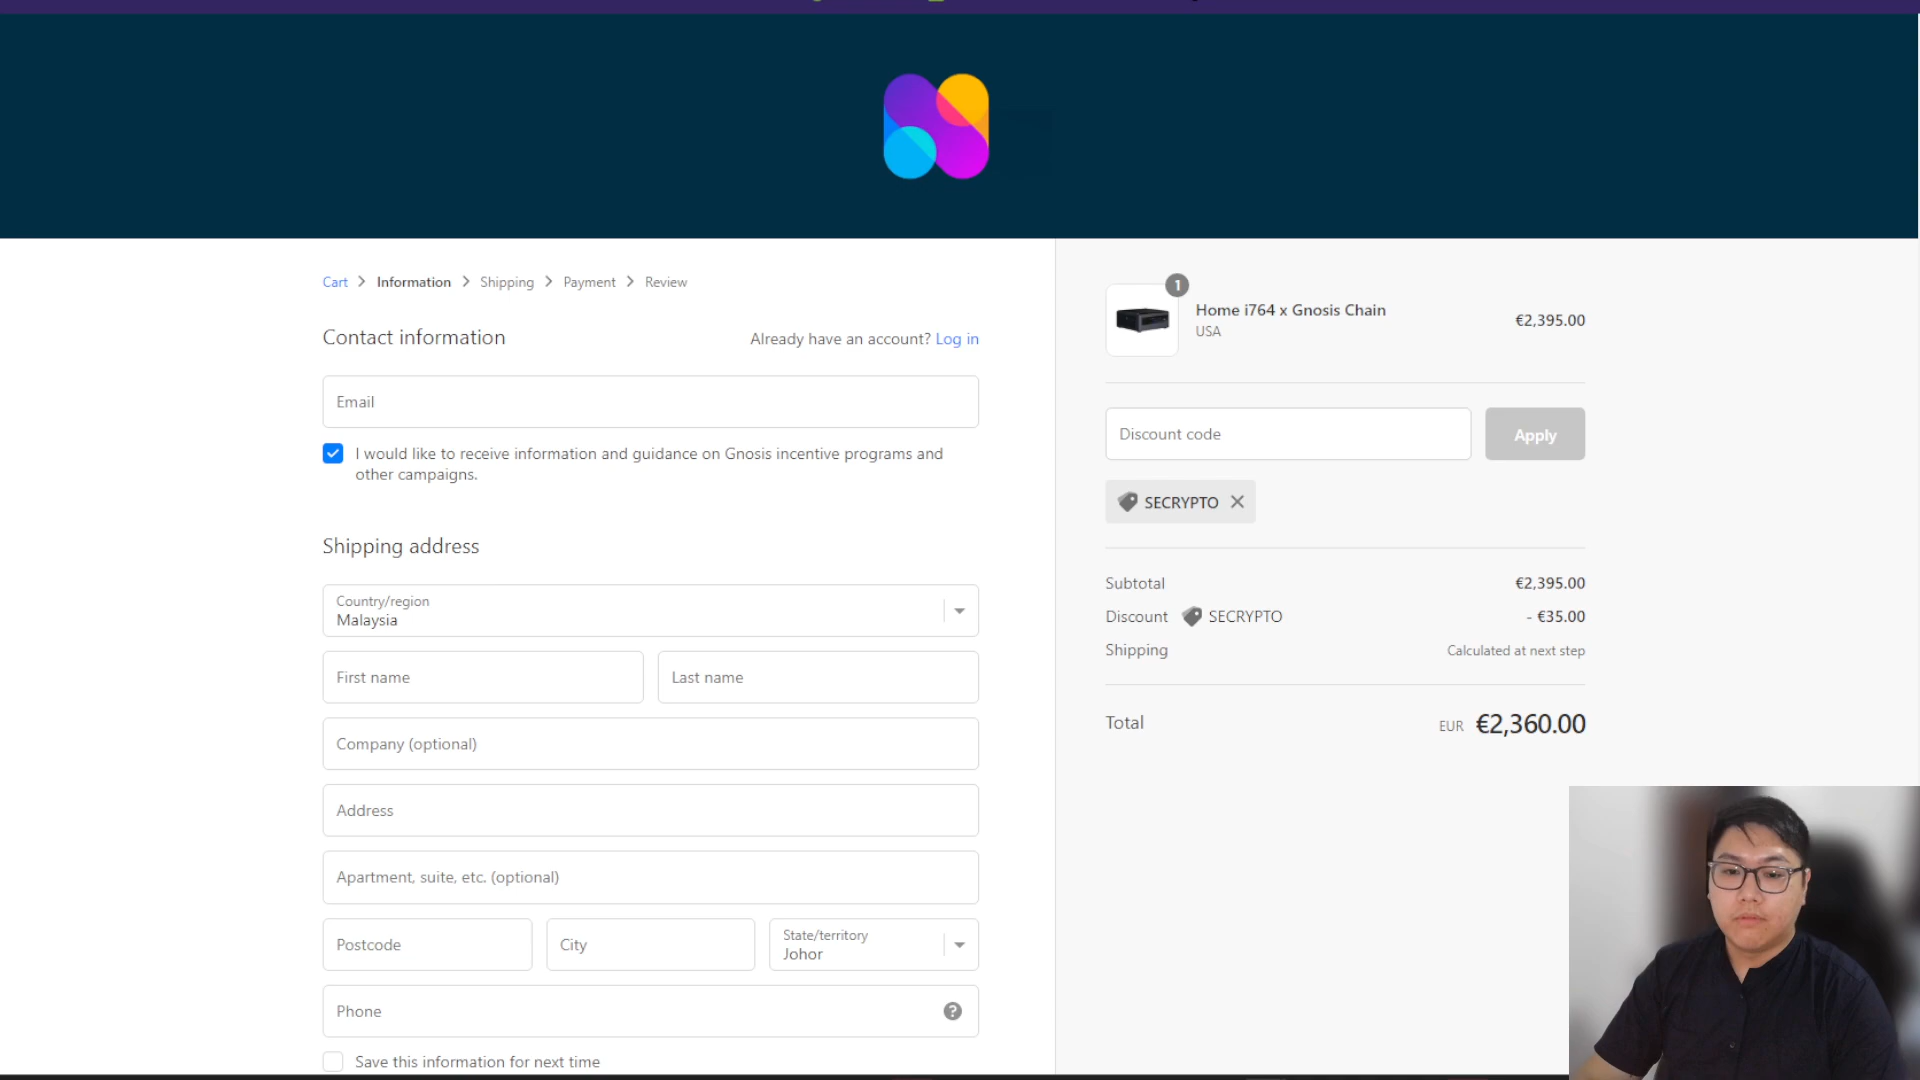 Cart > Information > Shipping > Payment > Review
Contact information
Already have an account? Log in
Email
I would like to receive information and guidance on Gnosis incentive programs and
other campaigns.
Shipping address
Country/region
Malaysia
First name
Last name
Company (optional)
Address
Apartment, suite, etc. (optional)
Postcode
City
State/territory
Johor
Phone
?
Save this information for next time
1
Home i764 x Gnosis Chain
USA
€2,395.00
Discount code
Apply
SECRYPTO
Subtotal €2,395.00
Discount SECRYPTO - €35.00
Shipping Calculated at next step
Total EUR €2,360.00